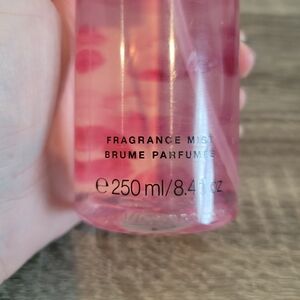 FRAGRANCE MIST
BRUME PARFUMÉE
℮250 ml/8.4 fl oz